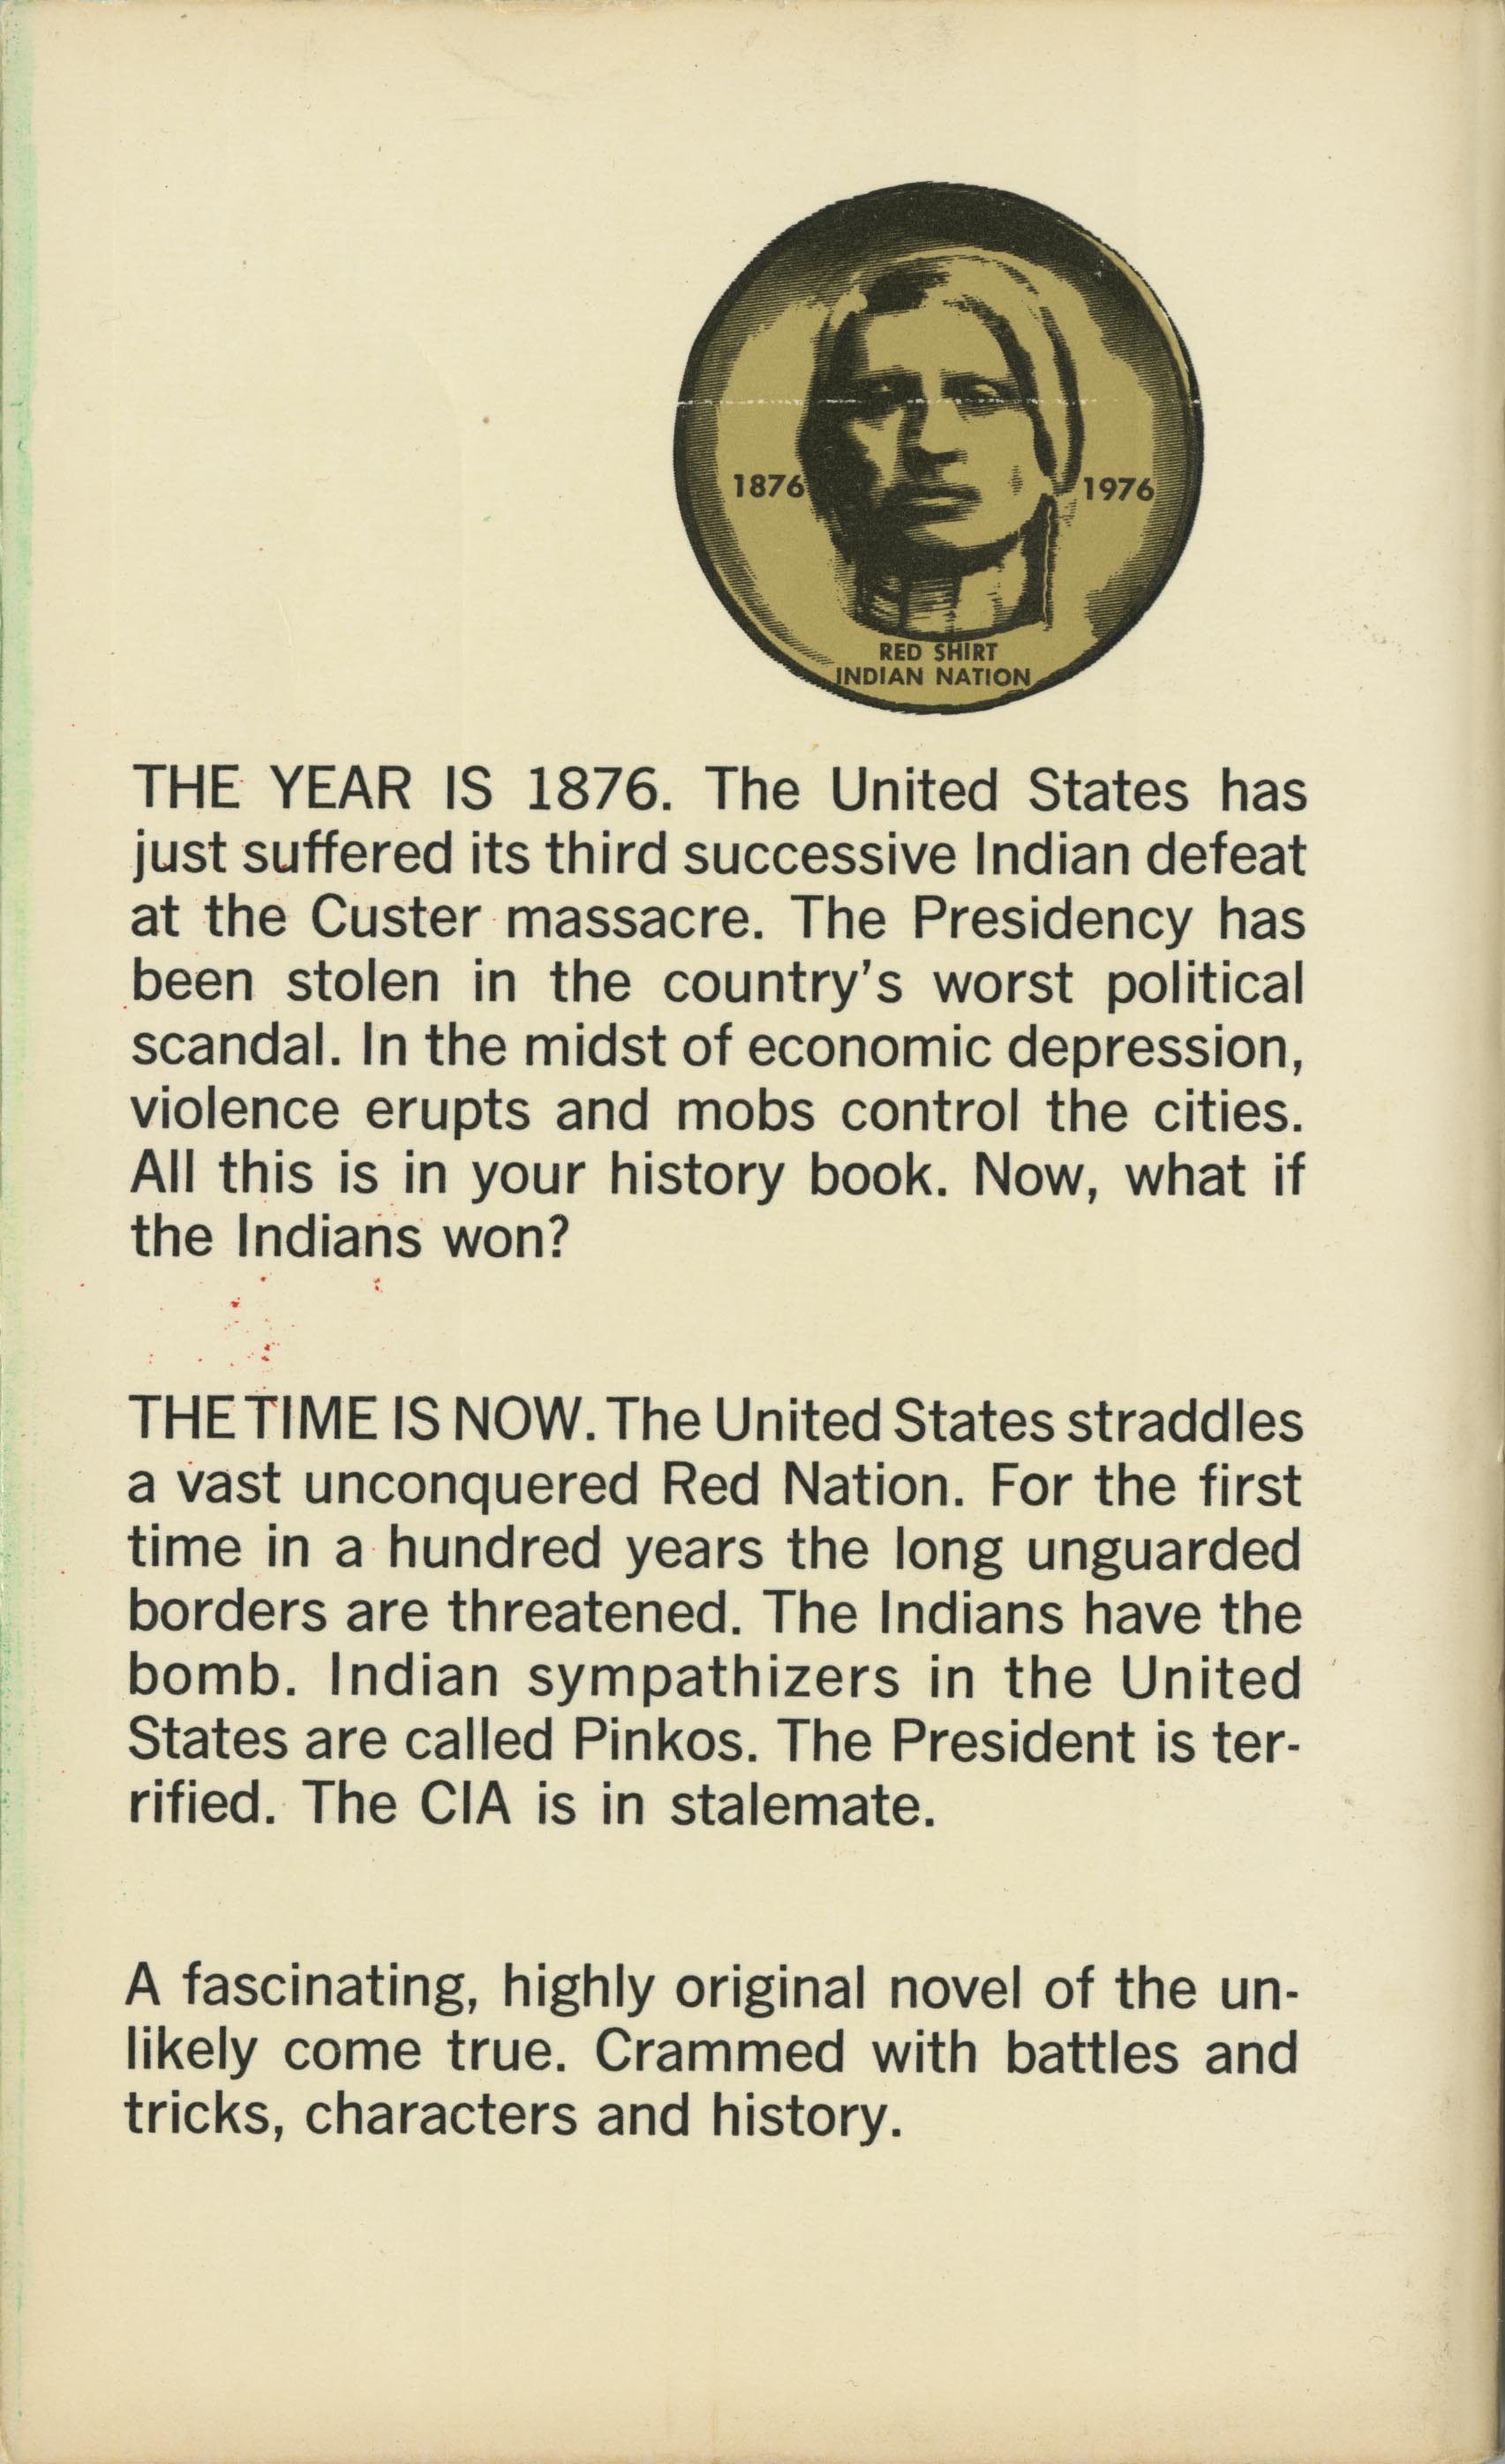 1876
1976
RED SHIRT
INDIAN NATION
THE YEAR IS 1876. The United States has
just suffered its third successive Indian defeat
at the Custer massacre. The Presidency has
been stolen in the country's worst political
scandal. In the midst of economic depression,
violence erupts and mobs control the cities.
All this is in your history book. Now, what if
the Indians won?
THE TIME IS NOW. The United States straddles
a vast unconquered Red Nation. For the first
time in a hundred years the long unguarded
borders are threatened. The Indians have the
bomb. Indian sympathizers in the United
States are called Pinkos. The President is ter-
rified. The CIA is in stalemate.
A fascinating, highly original novel of the un-
likely come true. Crammed with battles and
tricks, characters and history.